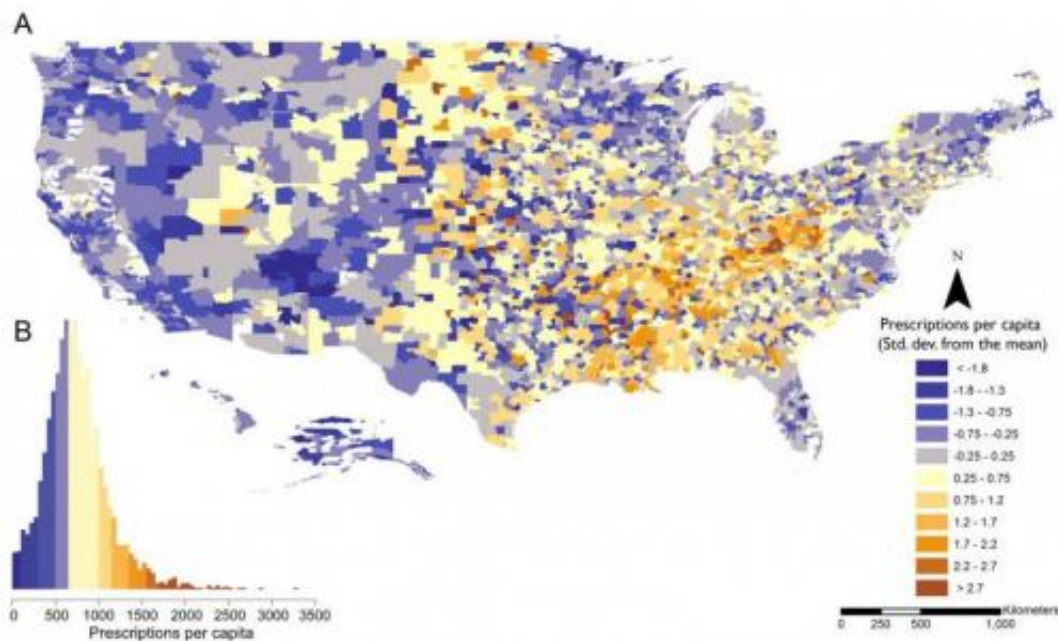 A
N
Prescriptions per capita
(Std. dev. from the mean)
< -1.8
-1.8 - -1.3
-1.3 - -0.75
-0.75 - -0.25
-0.25 - 0.25
0.25 - 0.75
0.75 - 1.2
1.2 - 1.7
1.7 - 2.2
2.2 - 2.7
> 2.7
Kilometers
0 250 500 1,000
B
0 500 1000 1500 2000 2500 3000 3500
Prescriptions per capita